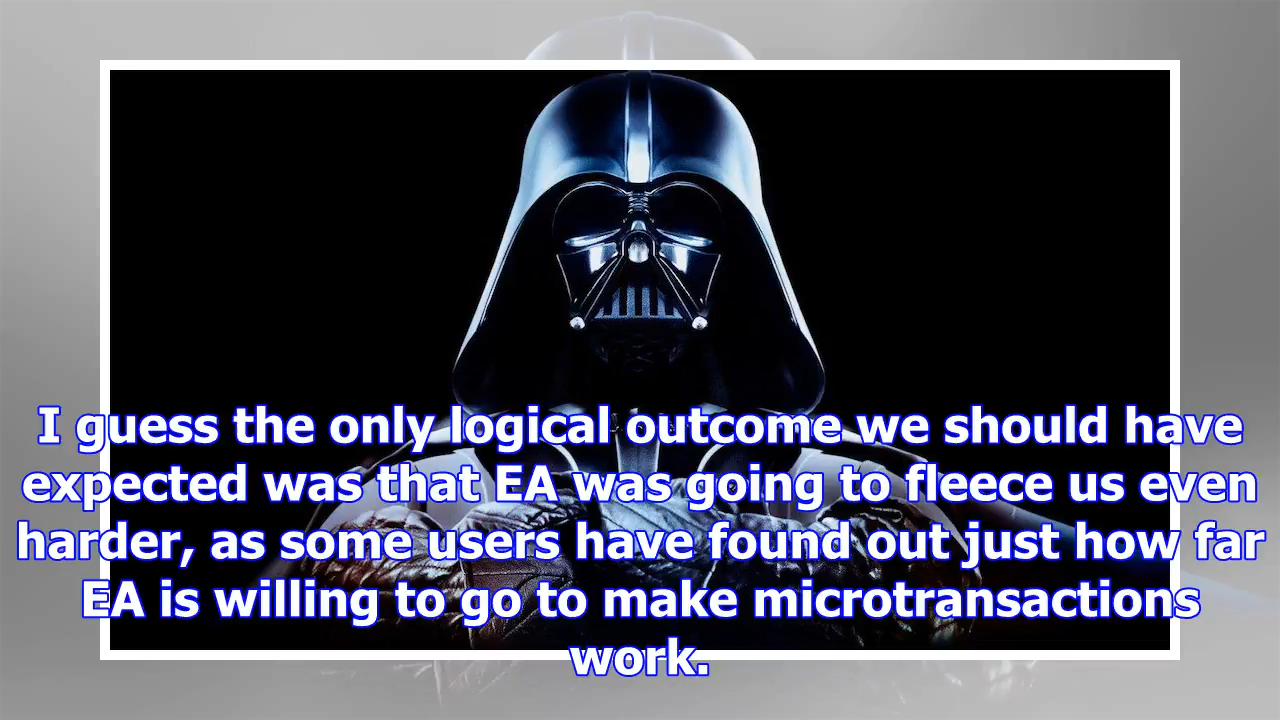 I guess the only logical outcome we should have
expected was that EA was going to fleece us even
harder, as some users have found out just how far
EA is willing to go to make microtransactions
work.